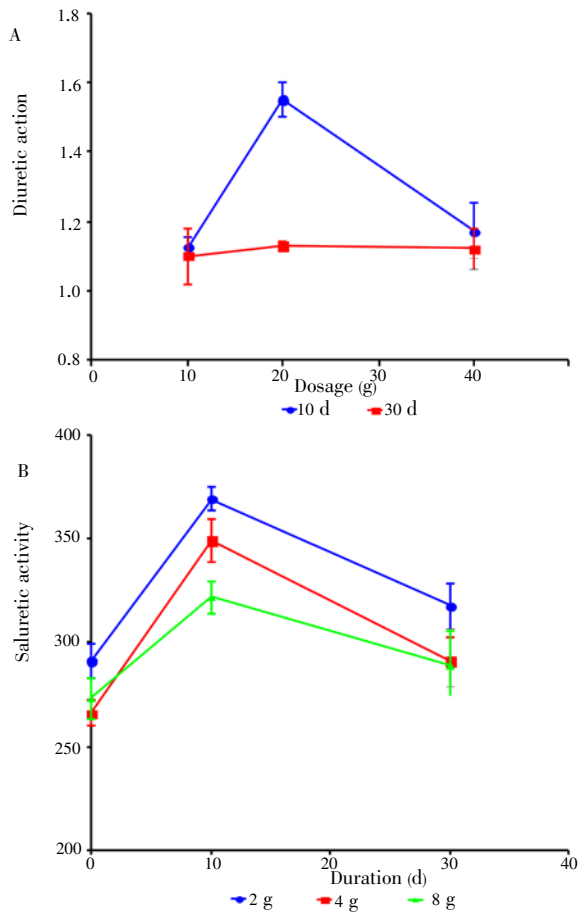 A
1.8
1.6
1.4
1.2
1.0
0.8
Diuretic action
0 10 20 30 40
Dosage (g)
10 d 30 d
B
400
350
300
250
200
Saluretic activity
0 10 20 30 40
Duration (d)
2 g 4 g 8 g